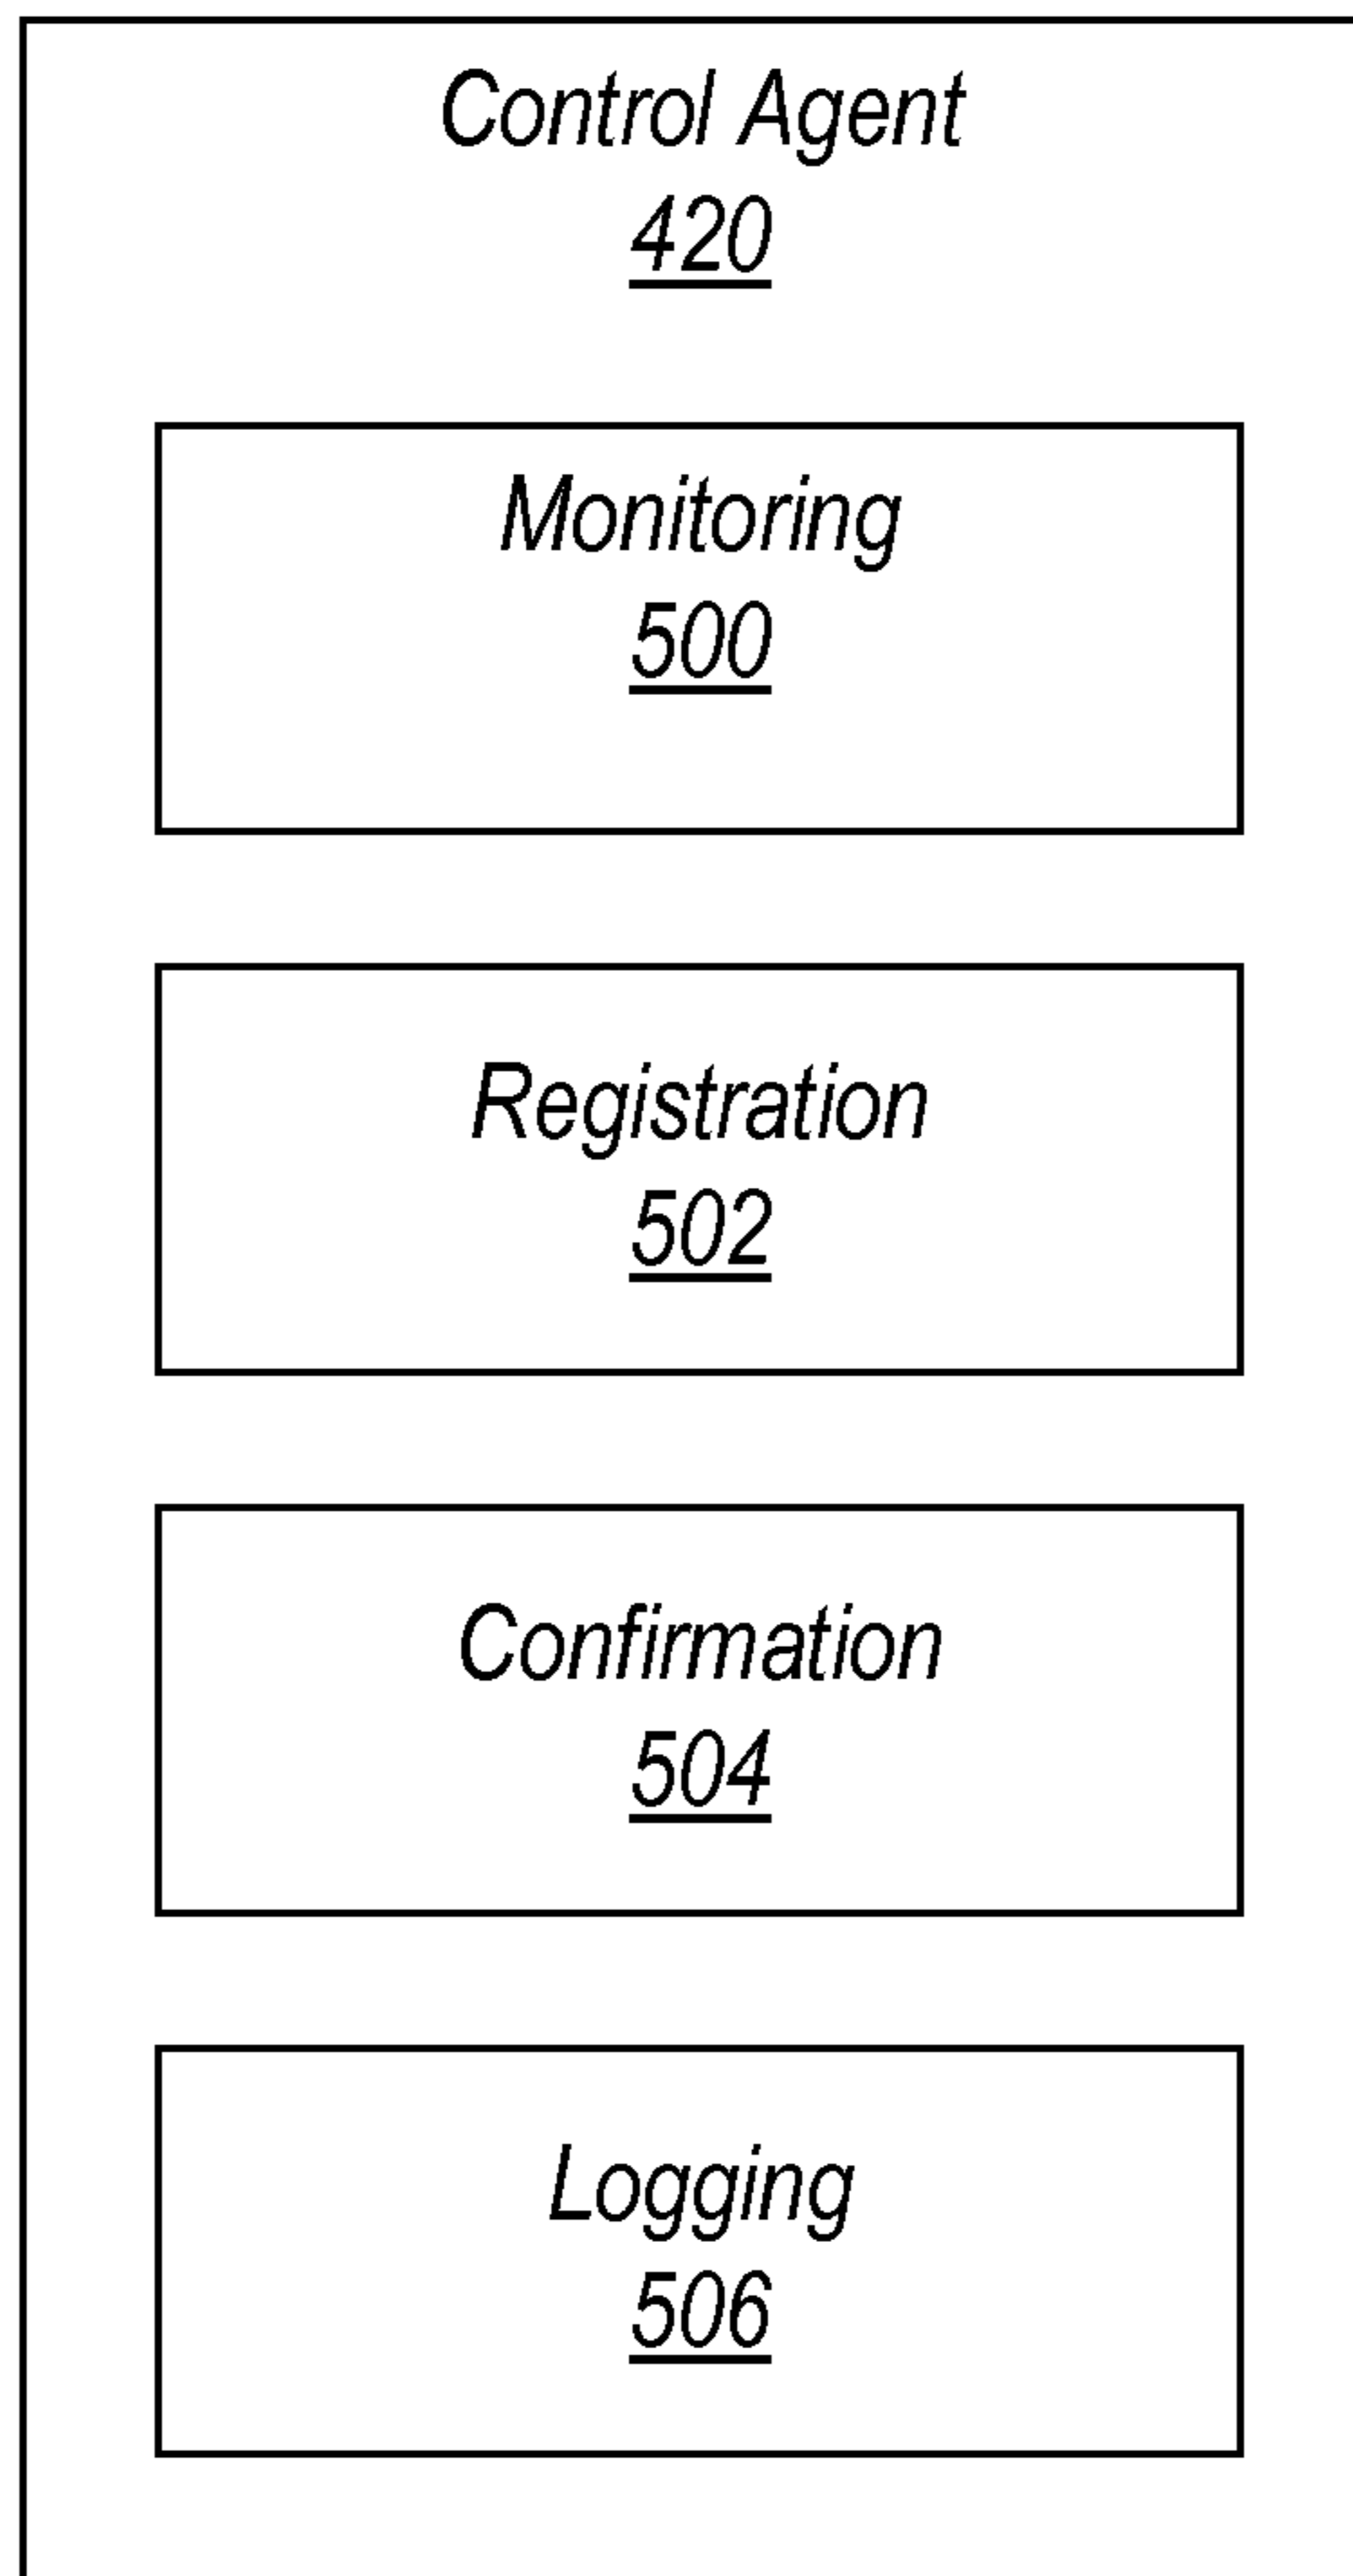 Control Agent
420
Monitoring
500
Registration
502
Confirmation
504
Logging
506